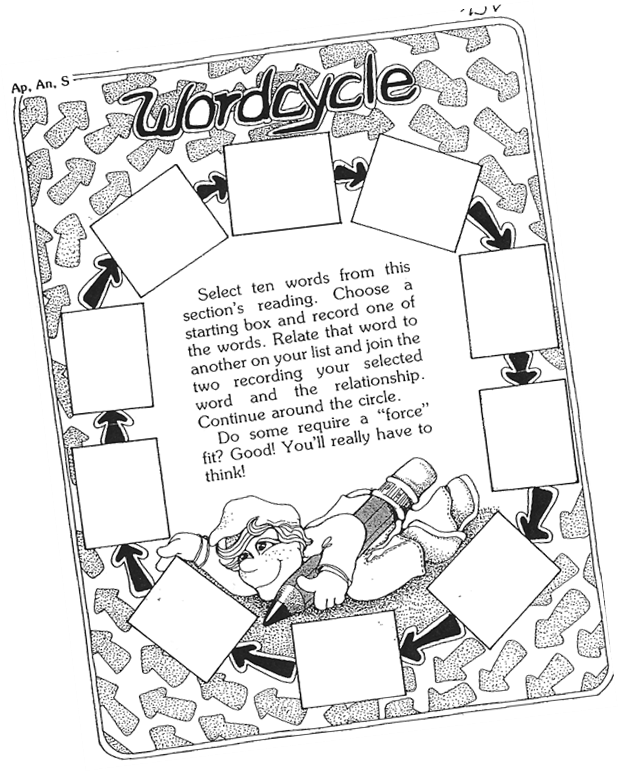 Ap, An, S
Wordcycle
Select ten words from this
section's reading. Choose a
starting box and record one of
the words. Relate that word to
another on your list and join the
two recording your selected
word and the relationship.
Continue around the circle.
Do some require a "force"
fit? Good! You'll really have to
think!